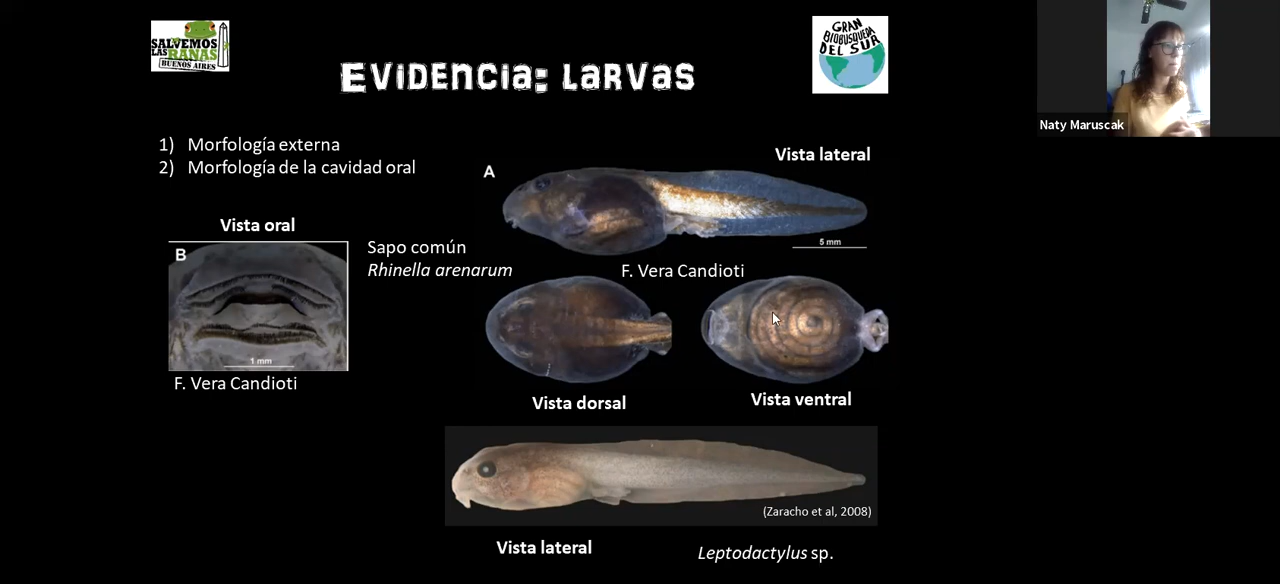 SALVEMOS
LAS RANAS
BUENOS AIRES
GRAN
BIOBUSQUEDA
DEL SUR
Naty Maruscak
EVIDENCIA: LARVAS
1) Morfología externa
2) Morfología de la cavidad oral
Vista lateral
A
5 mm
Vista oral
B
1 mm
F. Vera Candioti
Sapo común
Rhinella arenarum
F. Vera Candioti
Vista dorsal
Vista ventral
(Zaracho et al, 2008)
Vista lateral
Leptodactylus sp.